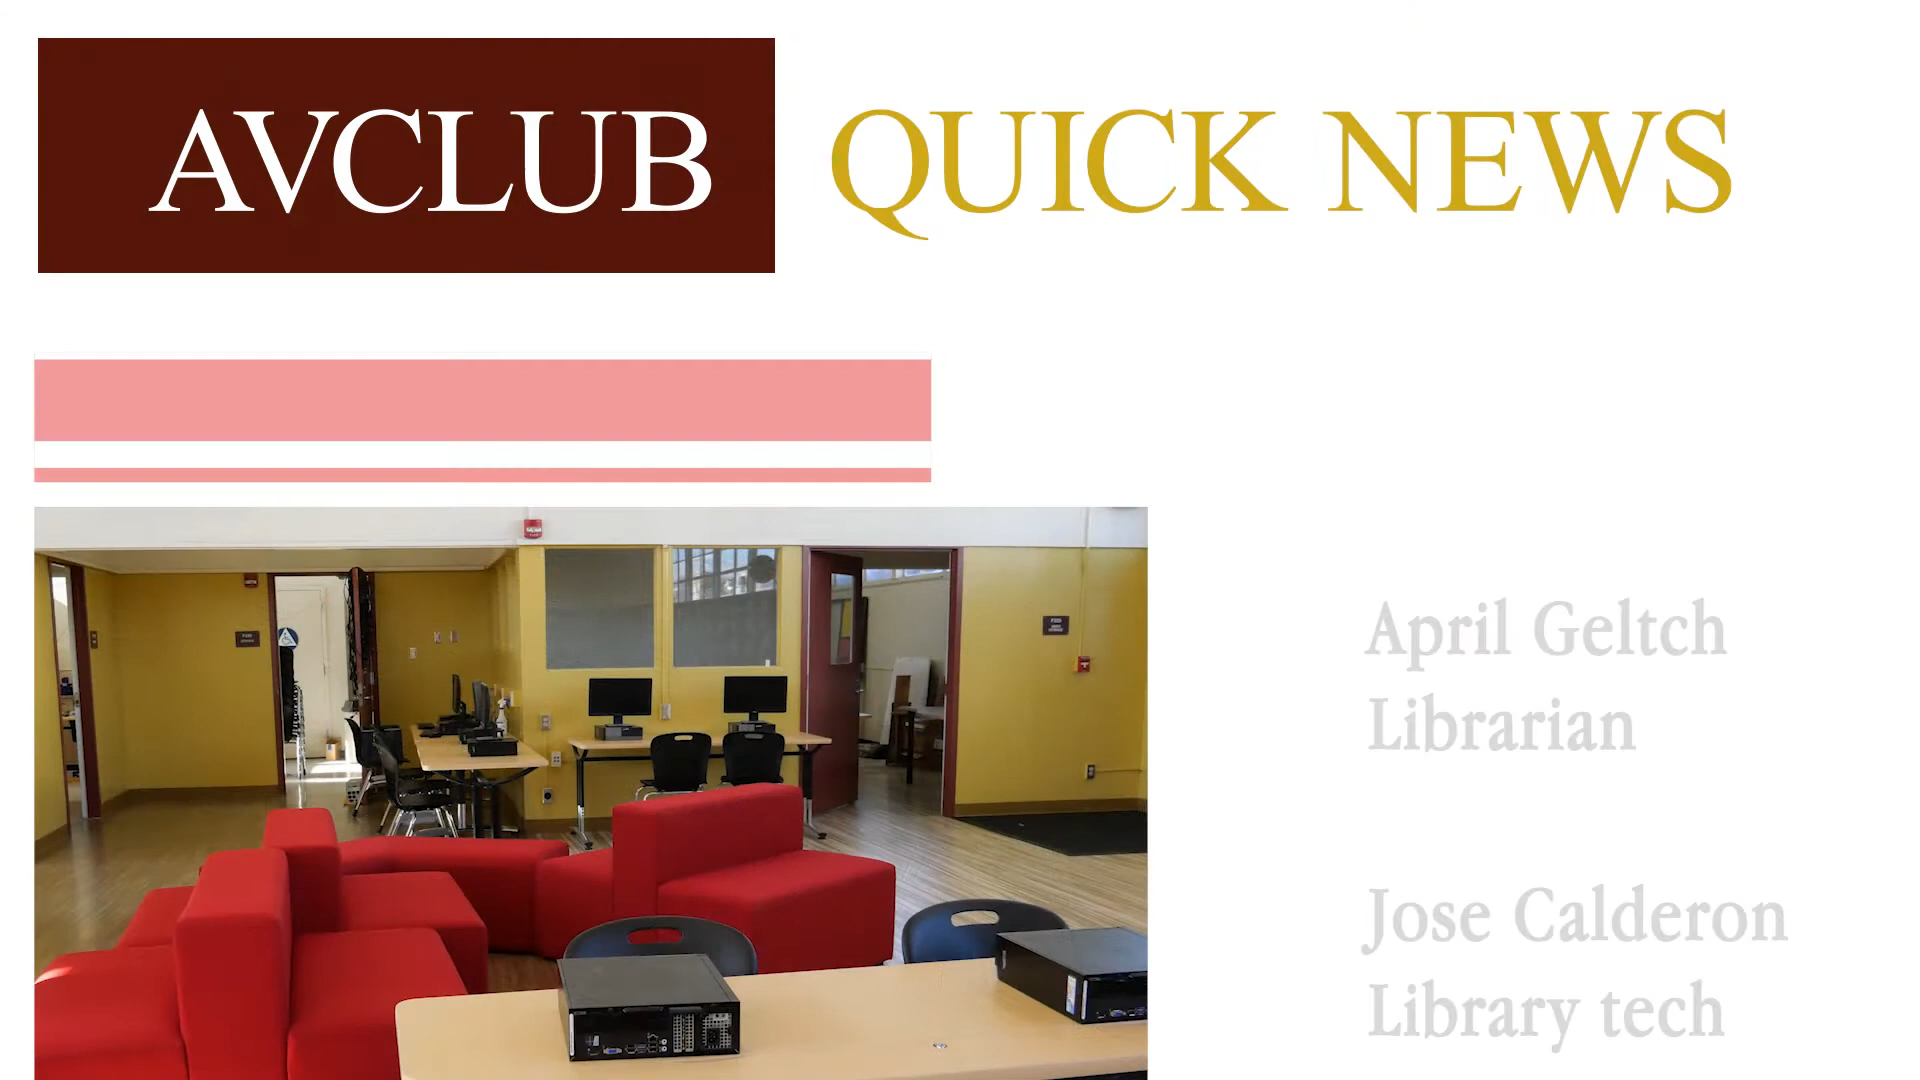 AVCLUB QUICK NEWS
April Geltch
Librarian
Jose Calderon
Library tech